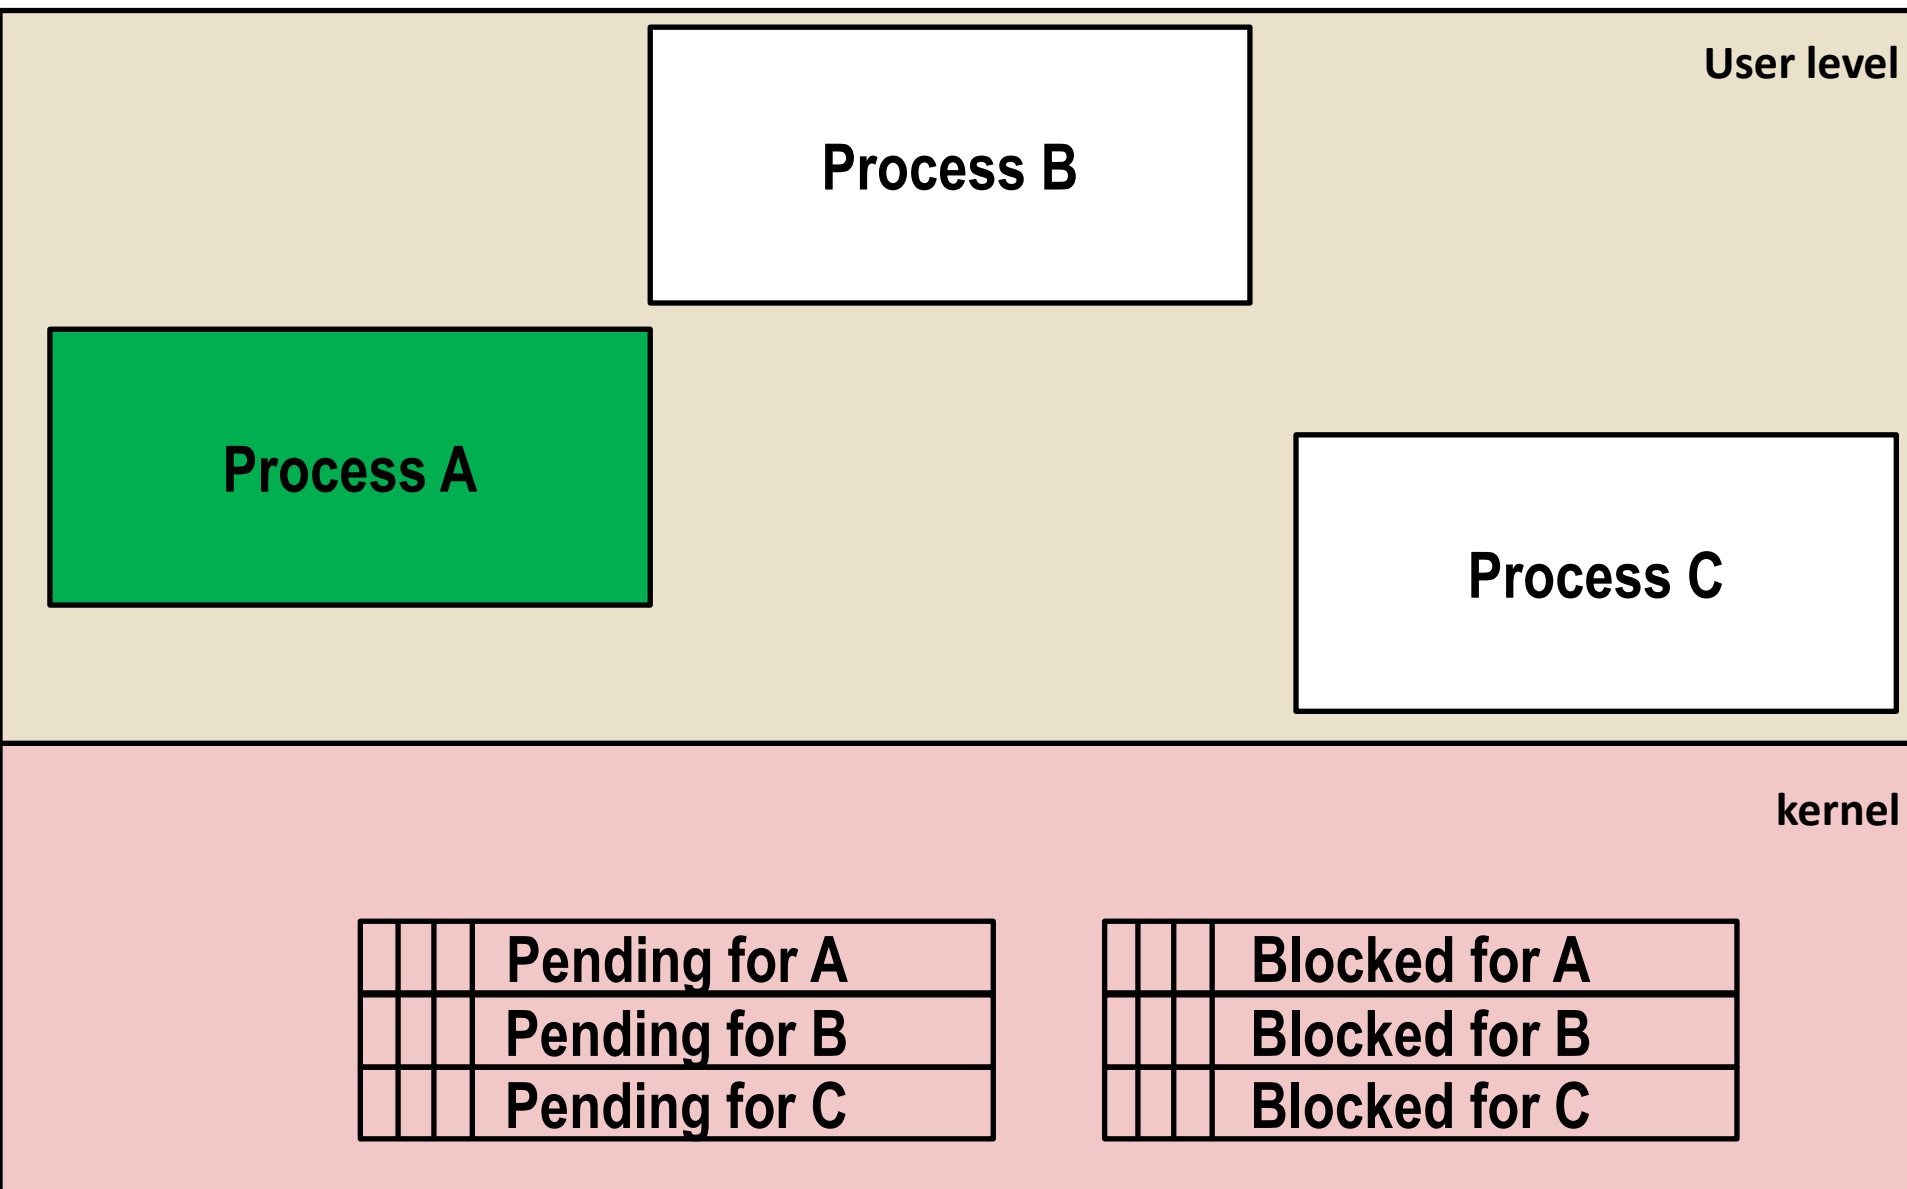 User level
Process B
Process A
Process C
kernel
Pending for A
Blocked for A
Pending for B
Blocked for B
Pending for C
Blocked for C